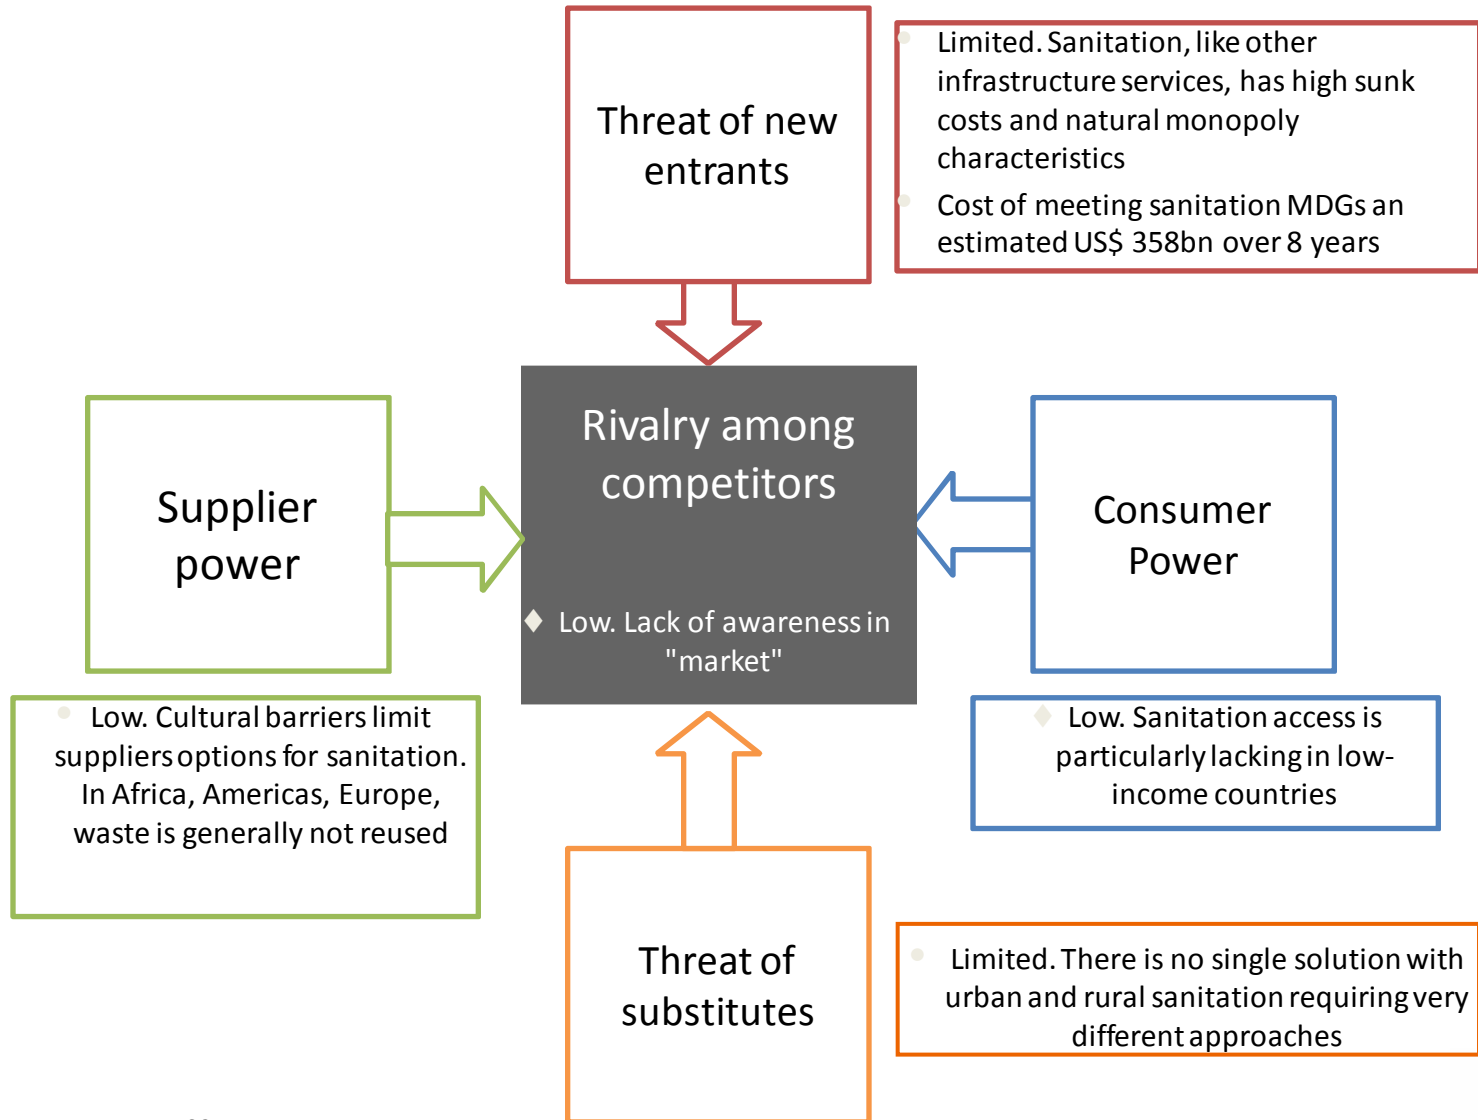 Threat of new
entrants
Limited. Sanitation, like other
infrastructure services, has high sunk
costs and natural monopoly
characteristics
Cost of meeting sanitation MDGs an
estimated US$ 358bn over 8 years
Rivalry among
competitors
Low. Lack of awareness in
"market"
Supplier
power
Low. Cultural barriers limit
suppliers options for sanitation.
In Africa, Americas, Europe,
waste is generally not reused
Consumer
Power
Low. Sanitation access is
particularly lacking in low-
income countries
Threat of
substitutes
Limited. There is no single solution with
urban and rural sanitation requiring very
different approaches